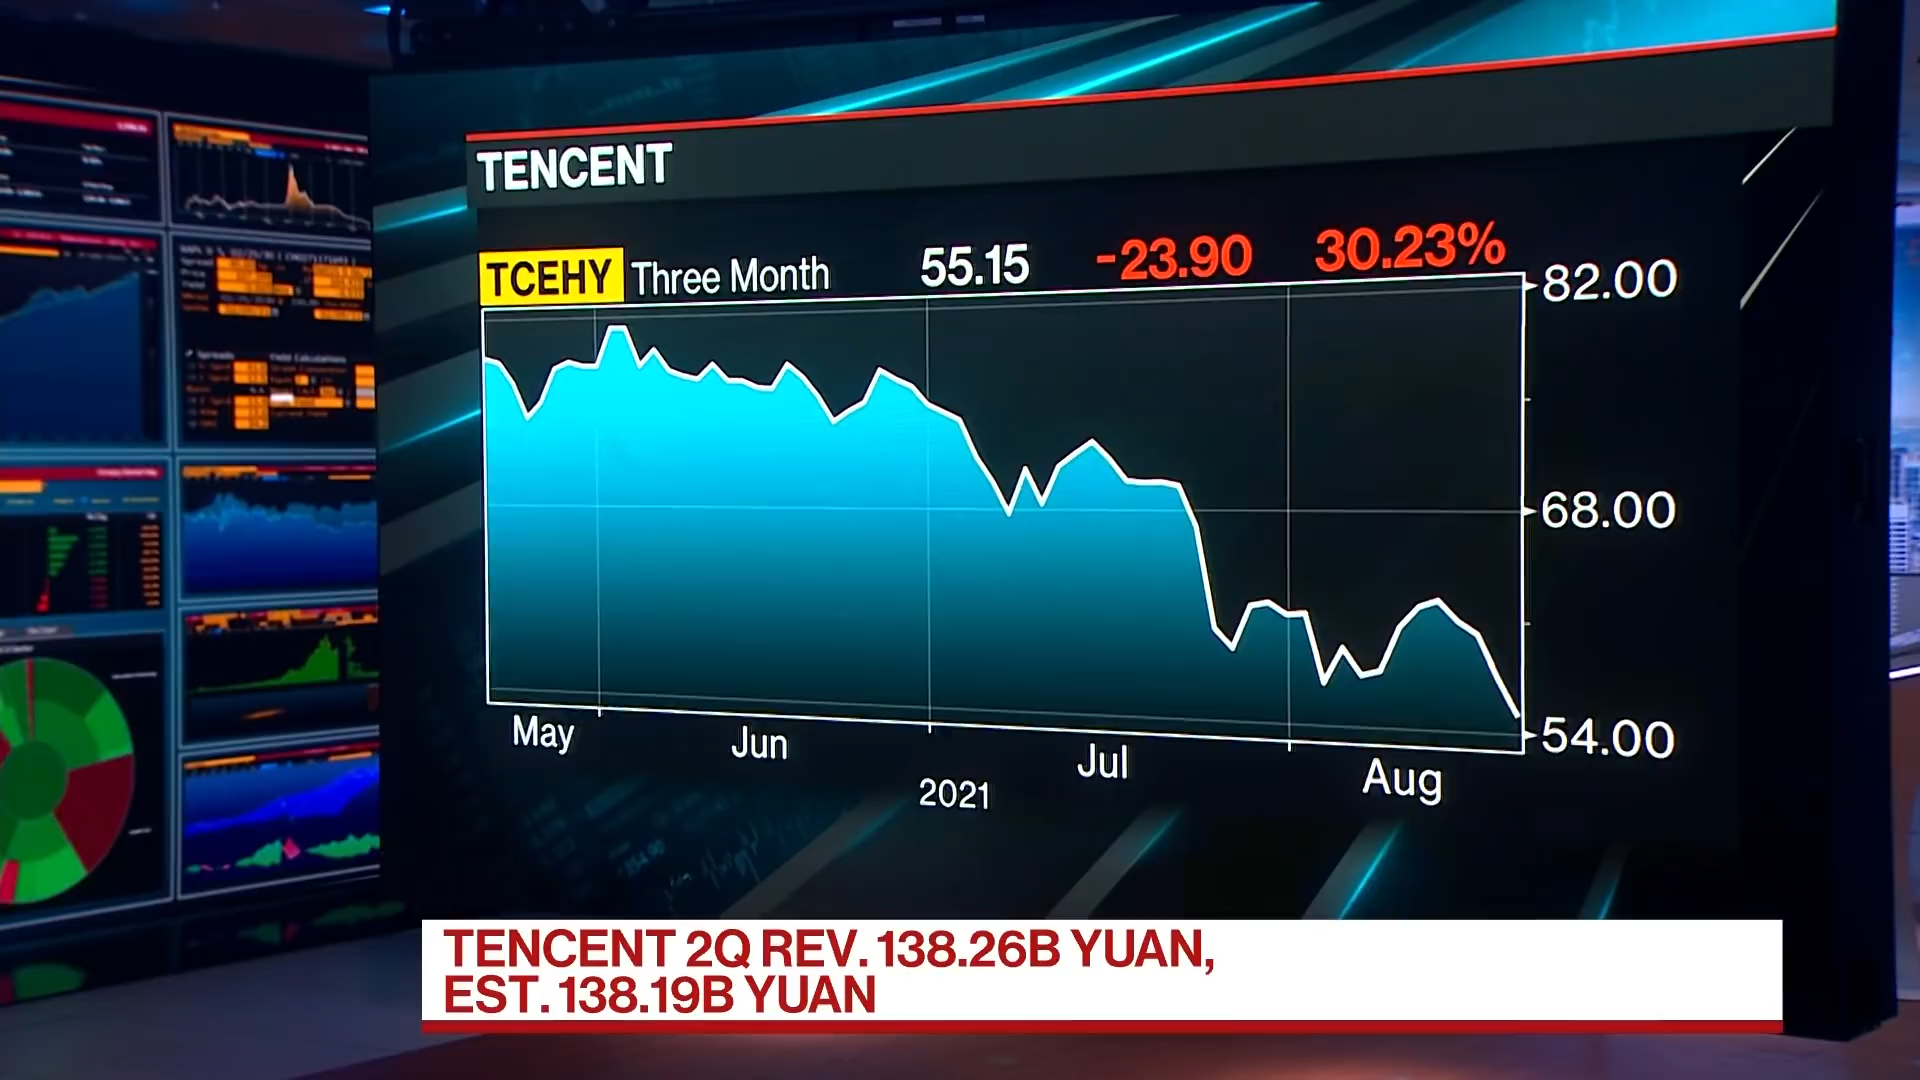 TENCENT
TCEHY Three Month 55.15 -23.90 30.23%
82.00
68.00
54.00
May Jun Jul Aug
2021
TENCENT 2Q REV. 138.26B YUAN,
EST. 138.19B YUAN